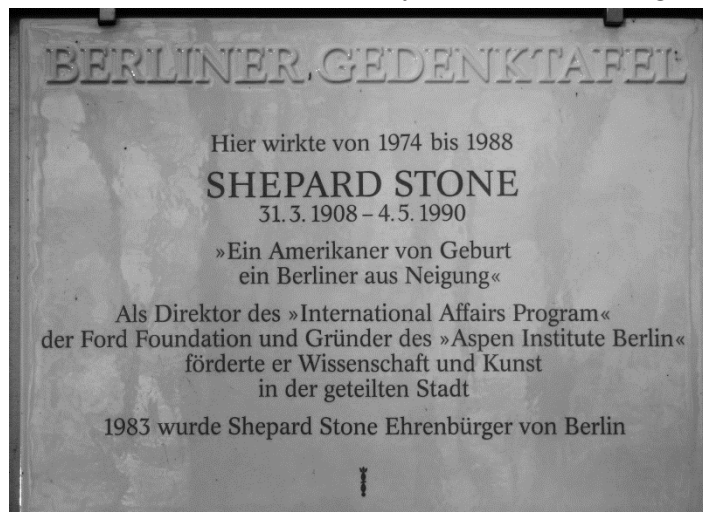 BERLINER GEDENKTAFEL
Hier wirkte von 1974 bis 1988
SHEPARD STONE
31.3.1908 – 4.5.1990
»Ein Amerikaner von Geburt
ein Berliner aus Neigung«
Als Direktor des »International Affairs Program«
der Ford Foundation und Gründer des »Aspen Institute Berlin«
förderte er Wissenschaft und Kunst
in der geteilten Stadt
1983 wurde Shepard Stone Ehrenbürger von Berlin